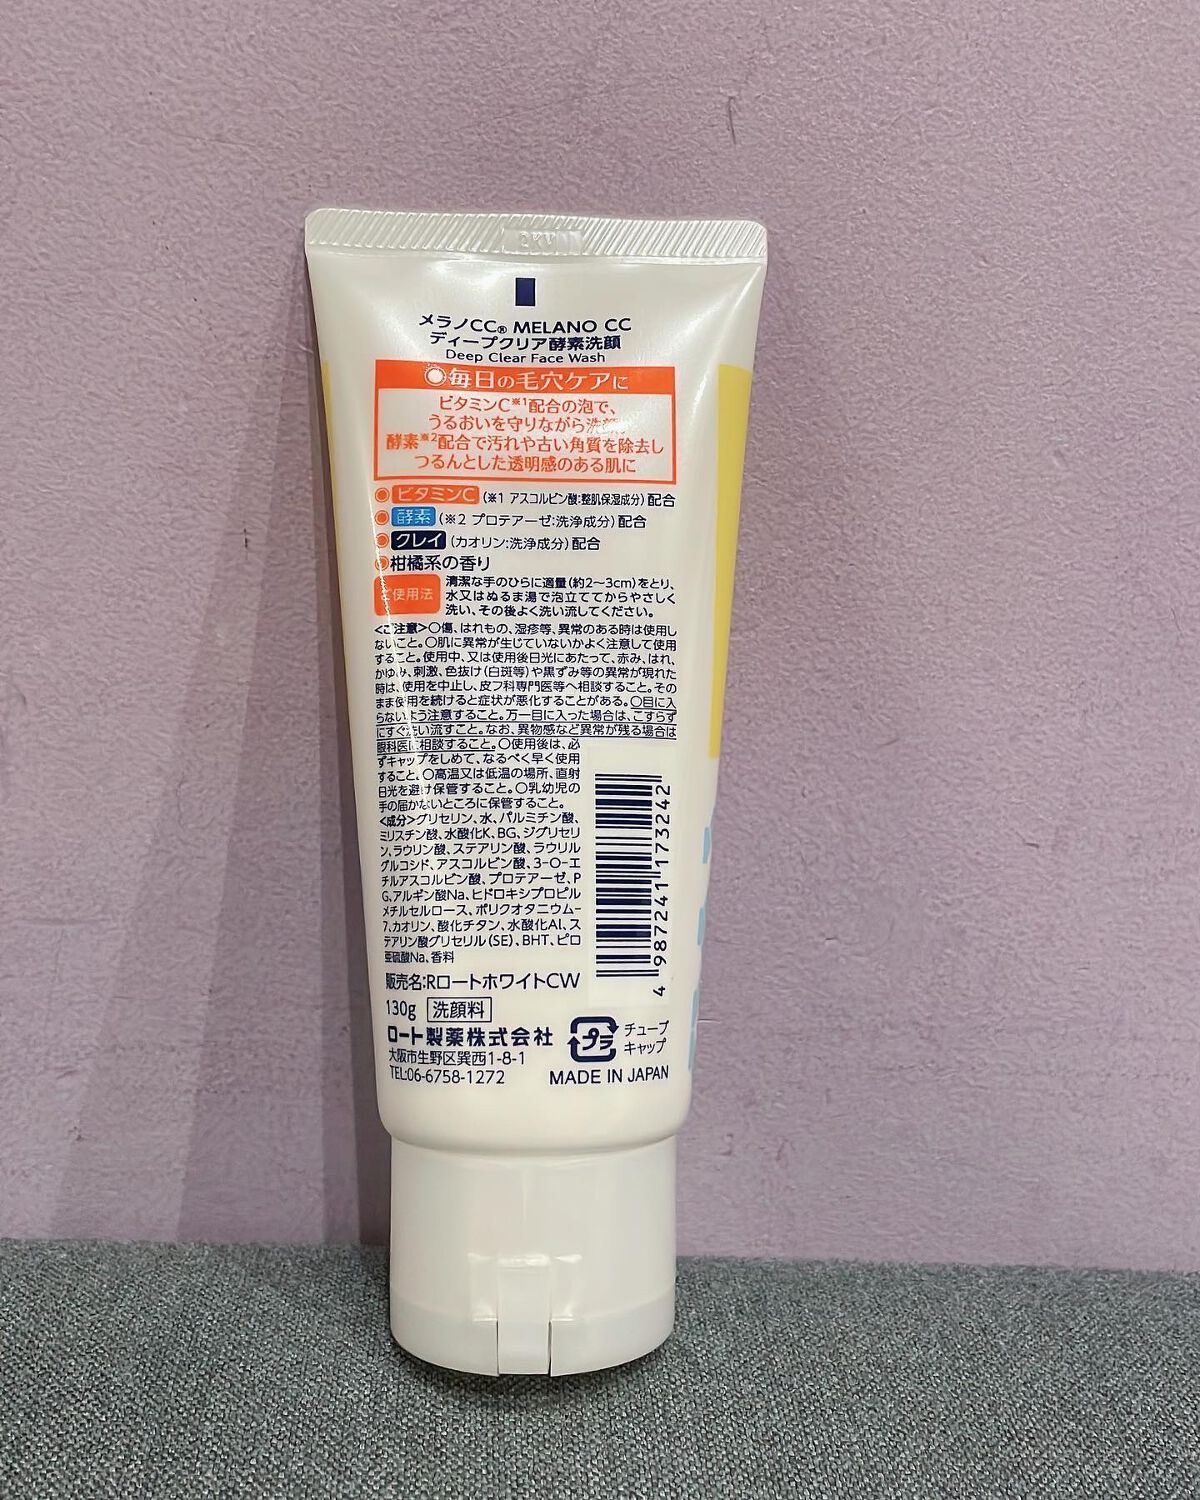 2KV
メラノCC® MELANO CC
ディープクリア酵素洗顔
Deep Clear Face Wash
毎日の毛穴ケアに
ビタミンC※1配合の泡で、
うるおいを守りながら洗
酵素※2配合で汚れや古い角質を除去し
つるんとした透明感のある肌に
ビタミンC(※1 アスコルビン酸:整肌保湿成分)配合
酵素(※2 プロテアーゼ:洗浄成分)配合
クレイ(カオリン:洗浄成分)配合
柑橘系の香り
ご使用法
清潔な手のひらに適量(約2〜3cm)をとり、
水又はぬるま湯で泡立ててからやさしく
洗い、その後よく洗い流してください。
<ご注意>〇傷、はれもの、湿疹等、異常のある時は使用し
ないこと。〇肌に異常が生じていないかよく注意して使用
すること。使用中、又は使用後日光にあたって、赤み、はれ、
かゆみ、刺激、色抜け(白斑等)や黒ずみ等の異常が現れた
時は、使用を中止し、皮フ科専門医等へ相談すること。その
まま使用を続けると症状が悪化することがある。〇目に入
らないよう注意すること。万一目に入った場合は、こすらず
にすぐ洗い流すこと。なお、異物感など異常が残る場合は
眼科医に相談すること。〇使用後は、必
ずキャップをしめて、なるべく早く使用
すること。〇高温又は低温の場所、直射
日光を避け保管すること。〇乳幼児の
手の届かないところに保管すること。
<成分>グリセリン、水、パルミチン酸、
ミリスチン酸、水酸化K、BG、ジグリセリ
ン、ラウリン酸、ステアリン酸、ラウリル
グルコシド、アスコルビン酸、3-O-エ
チルアスコルビン酸、プロテアーゼ、P
G、アルギン酸Na、ヒドロキシプロピル
メチルセルロース、ポリクオタニウム-
7、カオリン、酸化チタン、水酸化Al、ス
テアリン酸グリセリル(SE)、BHT、ピロ
亜硫酸Na、香料
4 987241 173242
販売名:RロートホワイトCW
130g 洗顔料
ロート製薬株式会社
大阪市生野区巽西1-8-1
TEL:06-6758-1272
プラ
チューブ
キャップ
MADE IN JAPAN